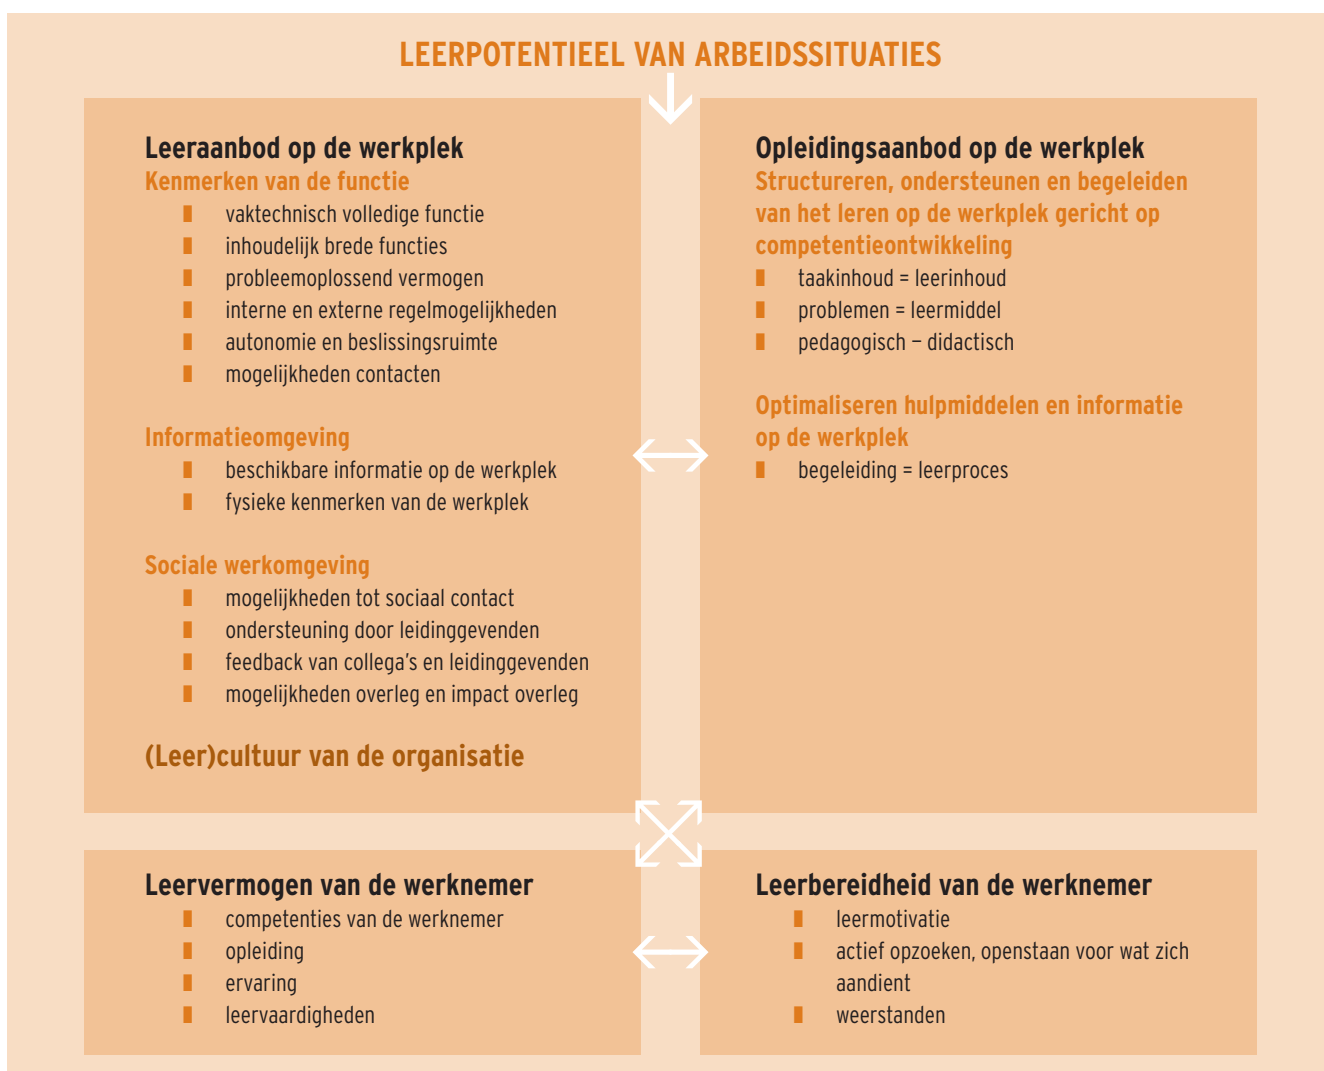 LEERPOTENTIEEL VAN ARBEIDSSITUATIES
Leeraanbod op de werkplek
Kenmerken van de functie
vaktechnisch volledige functie
inhoudelijk brede functies
probleemoplossend vermogen
interne en externe regelmogelijkheden
autonomie en beslissingsruimte
mogelijkheden contacten
Informatieomgeving
beschikbare informatie op de werkplek
fysieke kenmerken van de werkplek
Sociale werkomgeving
mogelijkheden tot sociaal contact
ondersteuning door leidinggevenden
feedback van collega's en leidinggevenden
mogelijkheden overleg en impact overleg
(Leer)cultuur van de organisatie
Opleidingsaanbod op de werkplek
Structureren, ondersteunen en begeleiden
van het leren op de werkplek gericht op
competentieontwikkeling
taakinhoud = leerinhoud
problemen = leermiddel
pedagogisch – didactisch
Optimaliseren hulpmiddelen en informatie
op de werkplek
begeleiding = leerproces
Leervermogen van de werknemer
competenties van de werknemer
opleiding
ervaring
leervaardigheden
Leerbereidheid van de werknemer
leermotivatie
actief opzoeken, openstaan voor wat zich
aandient
weerstanden